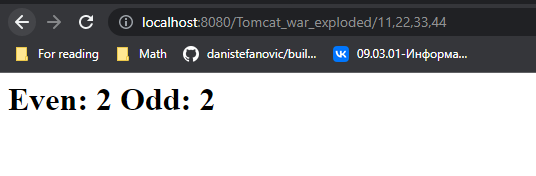 localhost:8080/Tomcat_war_exploded/11,22,33,44
For reading Math danistefanovic/buil... 09.03.01-Информа...
Even: 2 Odd: 2